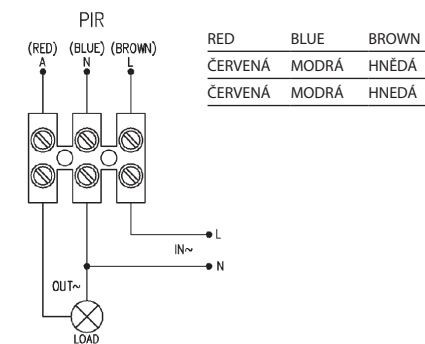 PIR
(RED) (BLUE) (BROWN)
A N L
RED BLUE BROWN
ČERVENÁ MODRÁ HNĚDÁ
ČERVENÁ MODRÁ HNEDÁ
L
IN~
N
OUT~
LOAD